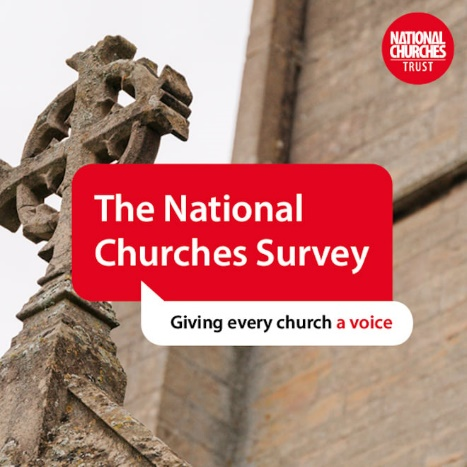 NATIONAL
CHURCHES
TRUST
The National
Churches Survey
Giving every church a voice